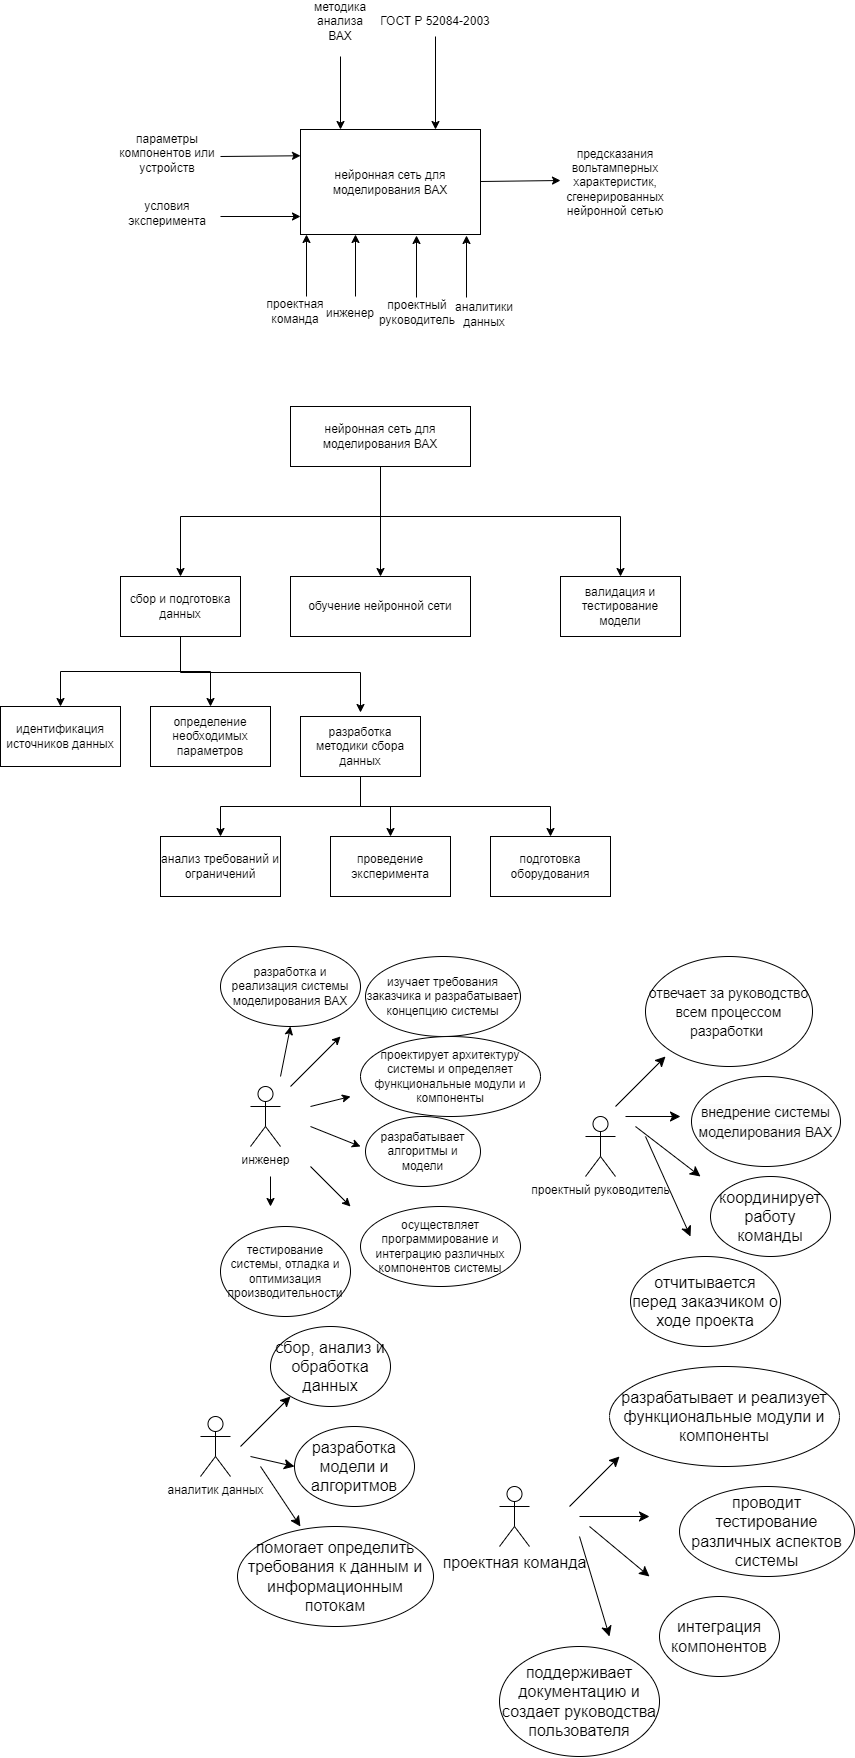 методика
анализа
ВАХ
ГОСТ Р 52084-2003
параметры
компонентов или
устройств
нейронная сеть для
моделирования ВАХ
предсказания
вольтамперных
характеристик,
сгенерированных
нейронной сетью
условия
эксперимента
проектная
команда
инженер
проектный
руководитель
аналитики
данных
нейронная сеть для
моделирования ВАХ
сбор и подготовка
данных
обучение нейронной сети
валидация и
тестирование
модели
идентификация
источников данных
определение
необходимых
параметров
разработка
методики сбора
данных
анализ требований и
ограничений
проведение
эксперимента
подготовка
оборудования
разработка и
реализация системы
моделирования ВАХ
изучает требования
заказчика и разрабатывает
концепцию системы
проектирует архитектуру
системы и определяет
функциональные модули и
компоненты
разрабатывает
алгоритмы и
модели
инженер
осуществляет
программирование и
интеграцию различных
компонентов системы
тестирование
системы, отладка и
оптимизация
производительности
отвечает за руководство
всем процессом
разработки
внедрение системы
моделирования ВАХ
проектный руководитель
координирует
работу
команды
отчитывается
перед заказчиком о
ходе проекта
сбор, анализ и
обработка
данных
разработка
модели и
алгоритмов
аналитик данных
помогает определить
требования к данным и
информационным
потокам
разрабатывает и реализует
функциональные модули и
компоненты
проводит
тестирование
различных аспектов
системы
проектная команда
интеграция
компонентов
поддерживает
документацию и
создает руководства
пользователя